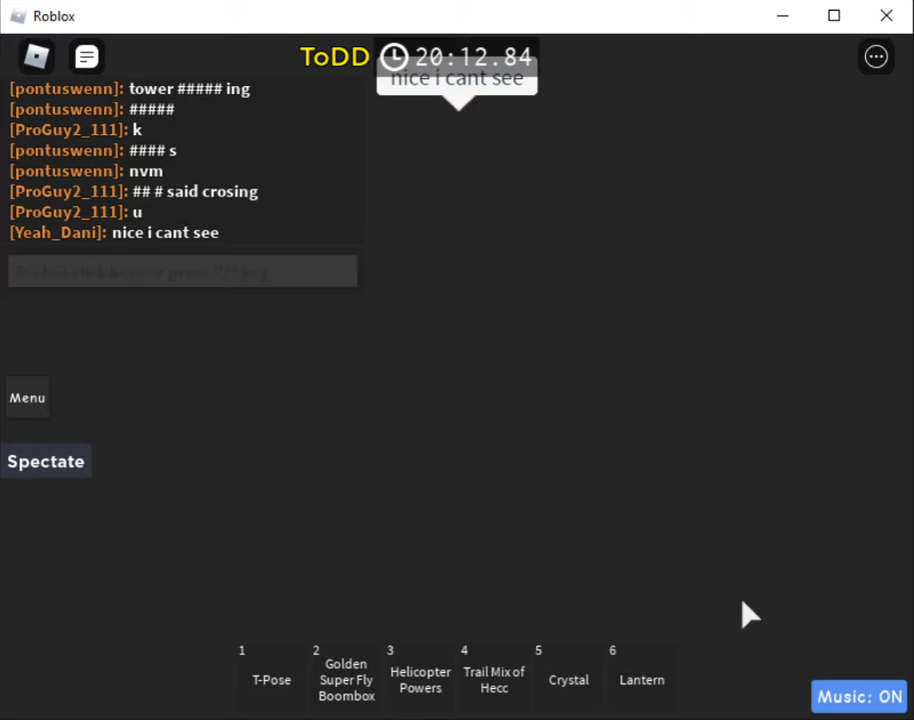 Roblox
ToDD 20:12.84
nice i cant see
[pontuswenn]: tower ##### ing
[pontuswenn]: #####
[ProGuy2_111]: k
[pontuswenn]: #### s
[pontuswenn]: nvm
[ProGuy2_111]: ## # said crosing
[ProGuy2_111]: u
[Yeah_Dani]: nice i cant see
Menu
Spectate
1 2 3 4 5 6
T-Pose
Golden
Super Fly
Boombox
Helicopter
Powers
Trail Mix of
Hecc
Crystal
Lantern
Music: ON